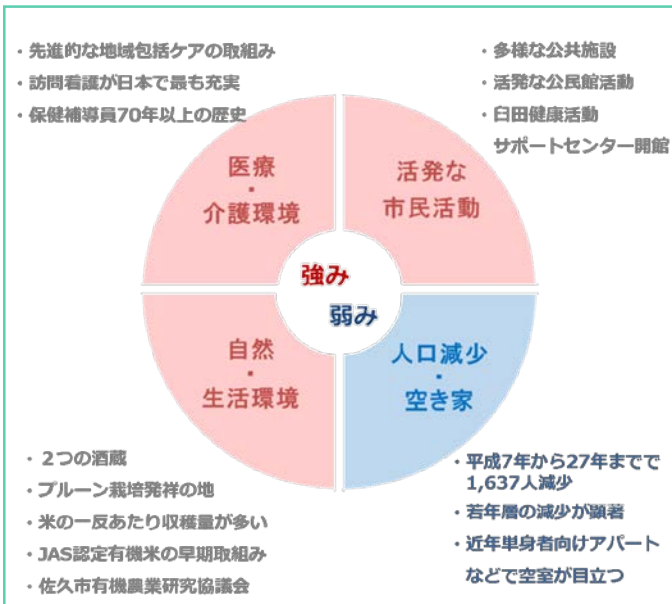 ・先進的な地域包括ケアの取組み
・訪問看護が日本で最も充実
・保健補導員70年以上の歴史
・多様な公共施設
・活発な公民館活動
・臼田健康活動
サポートセンター開館
医療
・
介護環境
活発な
市民活動
強み
弱み
自然
・
生活環境
人口減少
・
空き家
・２つの酒蔵
・プルーン栽培発祥の地
・米の一反あたり収穫量が多い
・JAS認定有機米の早期取組み
・佐久市有機農業研究協議会
・平成7年から27年までで
1,637人減少
・若年層の減少が顕著
・近年単身者向けアパート
などで空室が目立つ